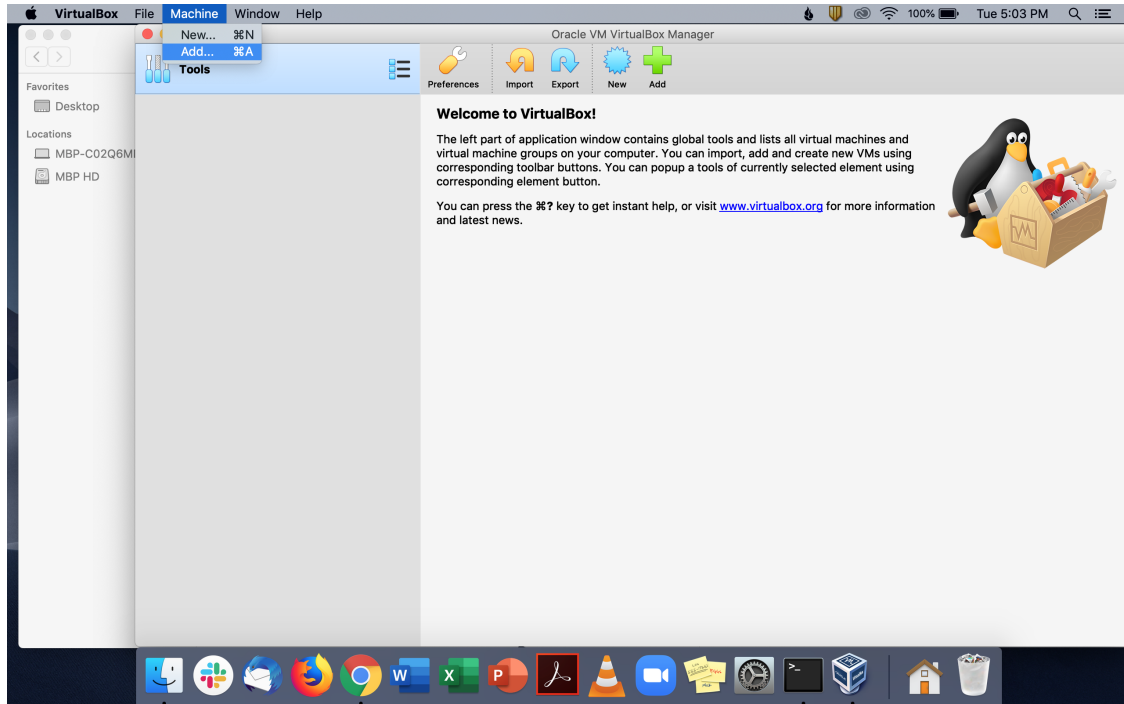 VirtualBox File Machine Window Help 100% Tue 5:03 PM
New... ⌘N
Oracle VM VirtualBox Manager
Add... ⌘A
Tools
Preferences Import Export New Add
Favorites
Desktop
Locations
MBP-C02Q6M
MBP HD
Welcome to VirtualBox!
The left part of application window contains global tools and lists all virtual machines and
virtual machine groups on your computer. You can import, add and create new VMs using
corresponding toolbar buttons. You can popup a tools of currently selected element using
corresponding element button.
You can press the ⌘? key to get instant help, or visit www.virtualbox.org for more information
and latest news.
W X P >_